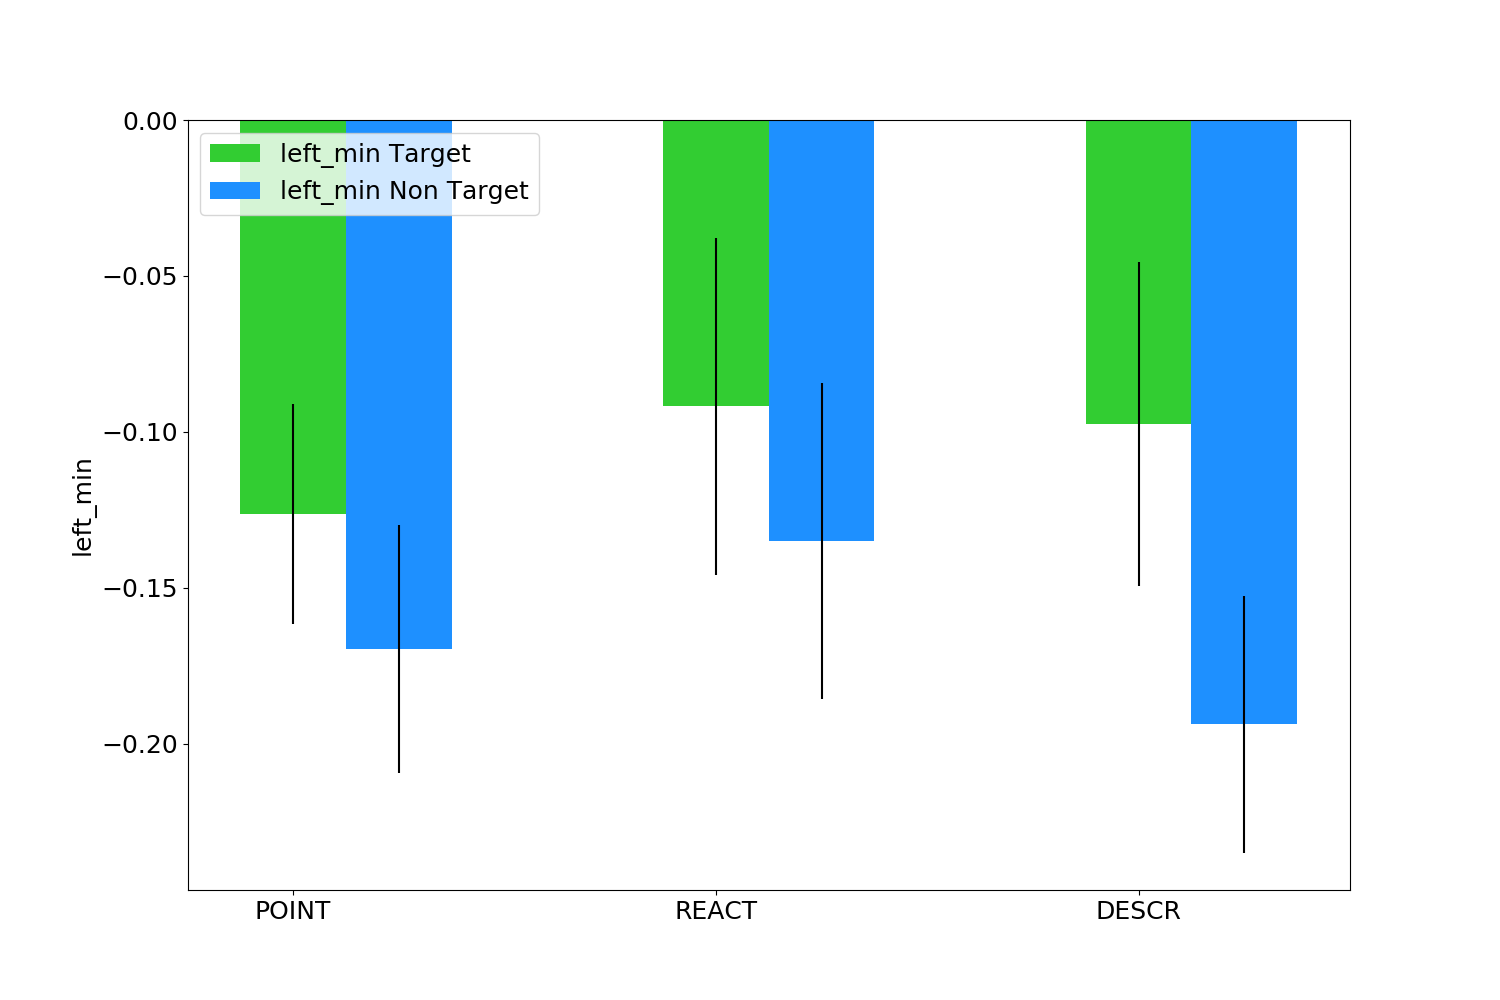 0.00
left_min Target
left_min Non Target
−0.05
−0.10
−0.15
−0.20
left_min
POINT REACT DESCR